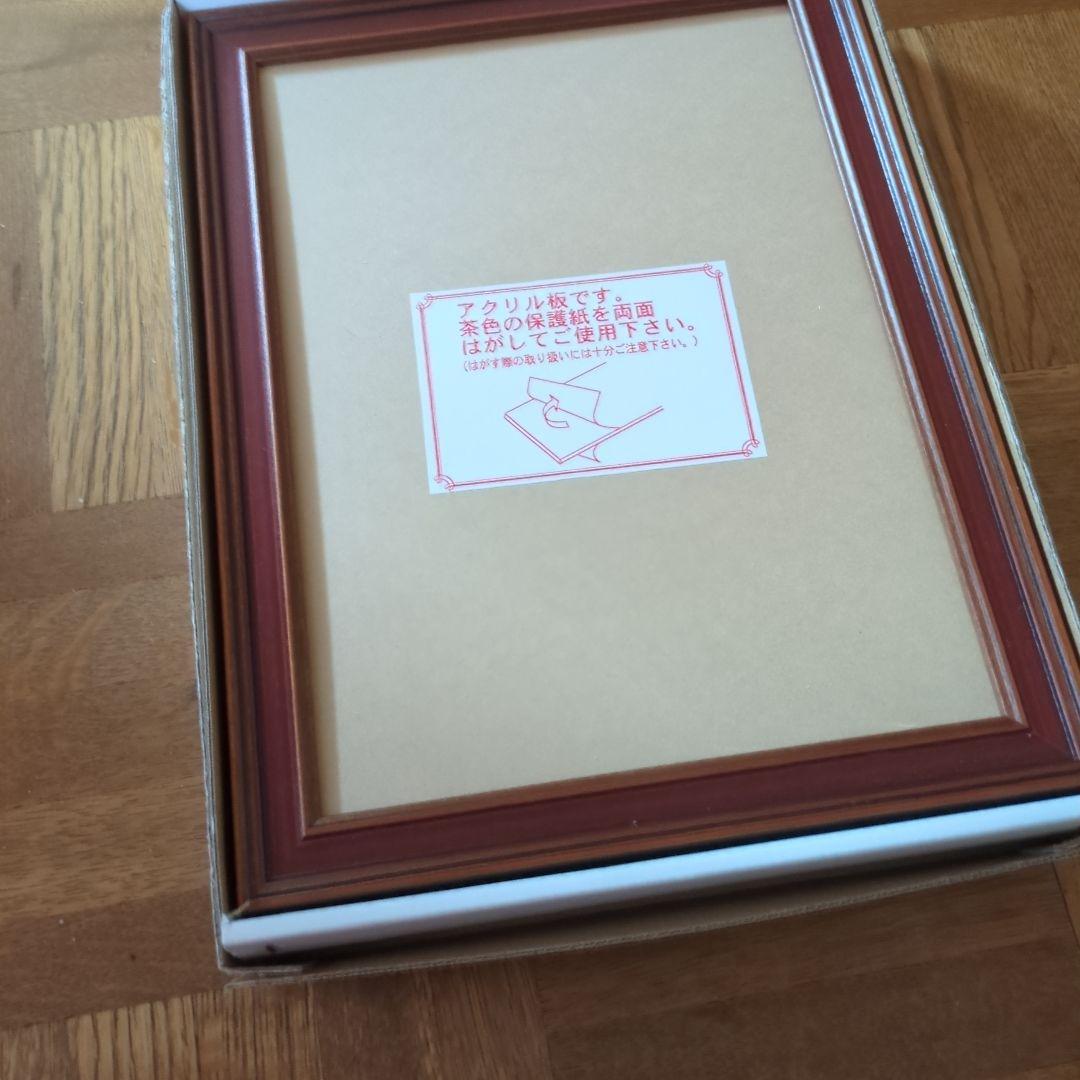 アクリル板です。
茶色の保護紙を両面
はがしてご使用下さい。
(はがす際の取り扱いには十分ご注意下さい。)